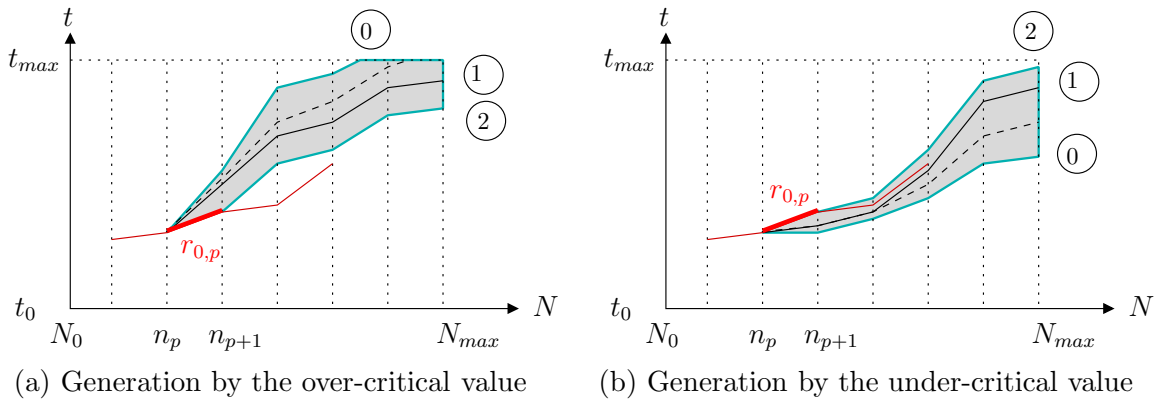 t
0
t_max
1
2
r_{0,p}
t_0
N
N_0
n_p
n_{p+1}
N_max
(a) Generation by the over-critical value
t
2
t_max
1
r_{0,p}
0
t_0
N
N_0
n_p
n_{p+1}
N_max
(b) Generation by the under-critical value